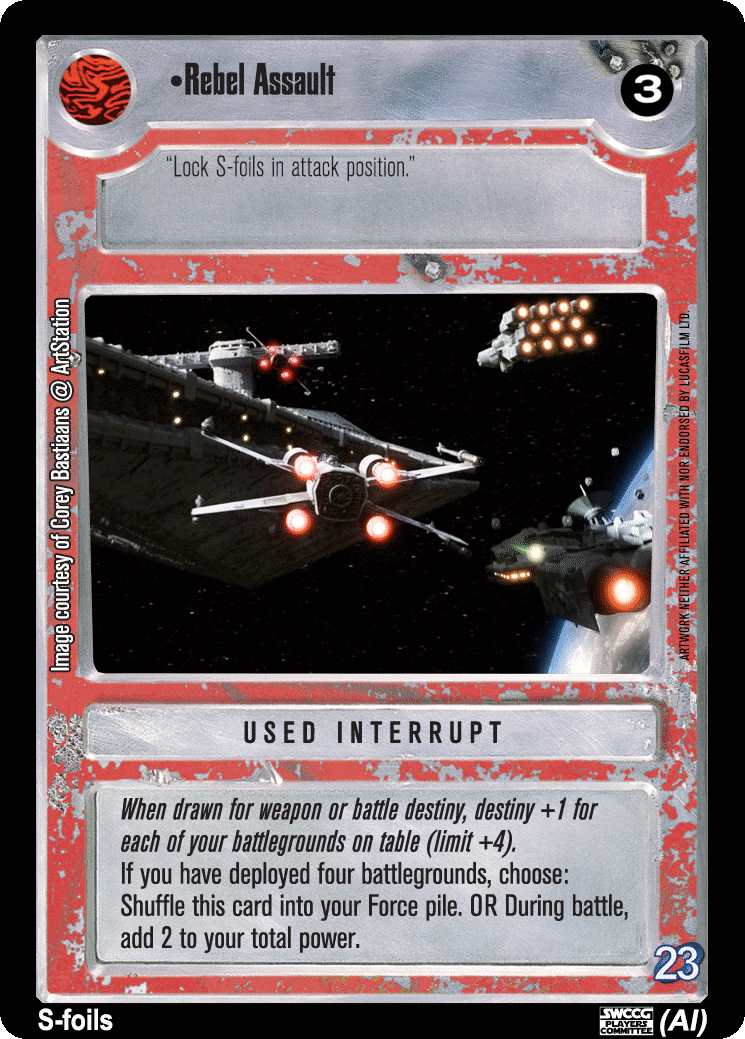 •Rebel Assault
3
“Lock S-foils in attack position.”
Image courtesy of Corey Bastiaans @ ArtStation
ARTWORK NEITHER AFFILIATED WITH NOR ENDORSED BY LUCASFILM LTD.
USED INTERRUPT
When drawn for weapon or battle destiny, destiny +1 for
each of your battlegrounds on table (limit +4).
If you have deployed four battlegrounds, choose:
Shuffle this card into your Force pile. OR During battle,
add 2 to your total power.
23
S-foils
SWCCG
PLAYERS
COMMITTEE
(AI)